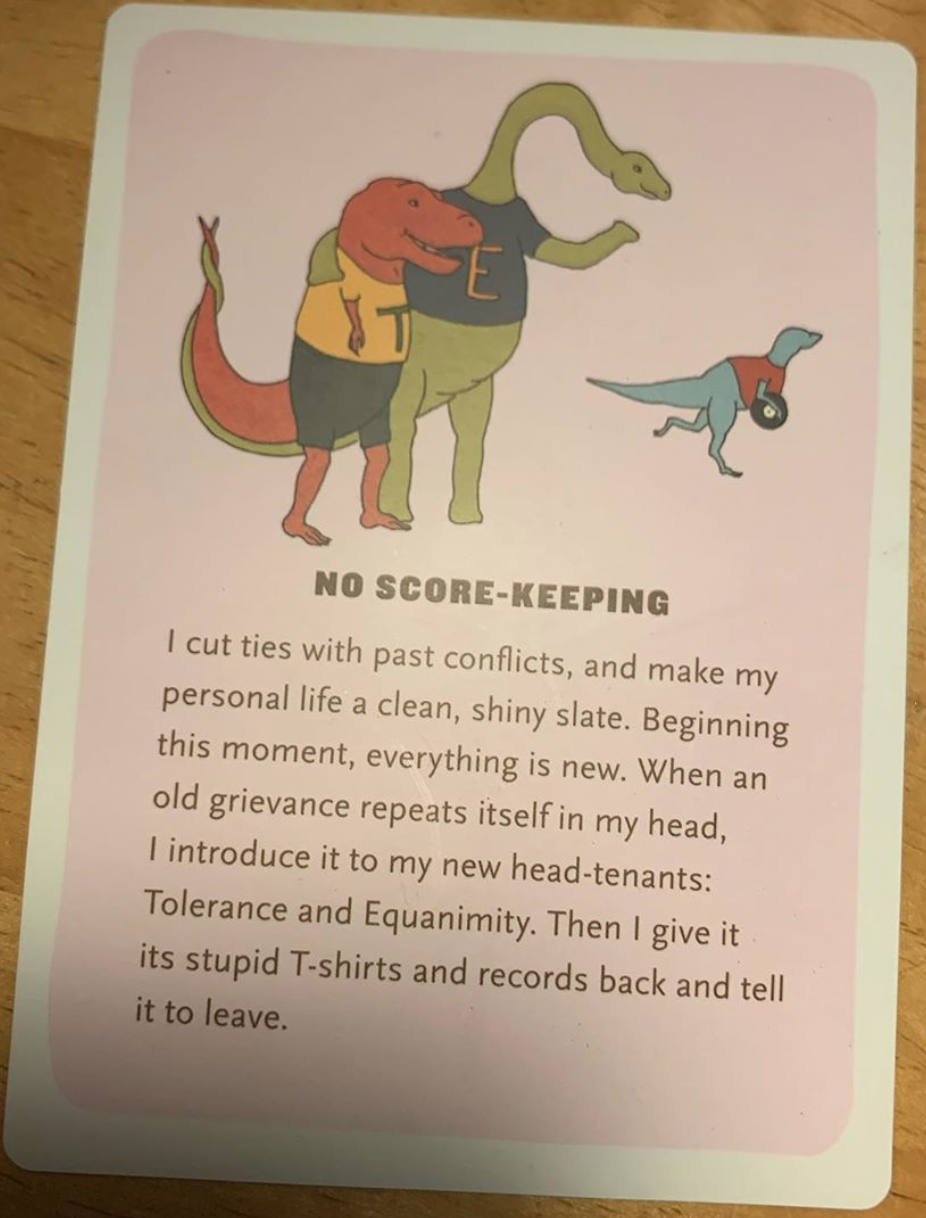 E
T
NO SCORE-KEEPING
I cut ties with past conflicts, and make my
personal life a clean, shiny slate. Beginning
this moment, everything is new. When an
old grievance repeats itself in my head,
I introduce it to my new head-tenants:
Tolerance and Equanimity. Then I give it
its stupid T-shirts and records back and tell
it to leave.